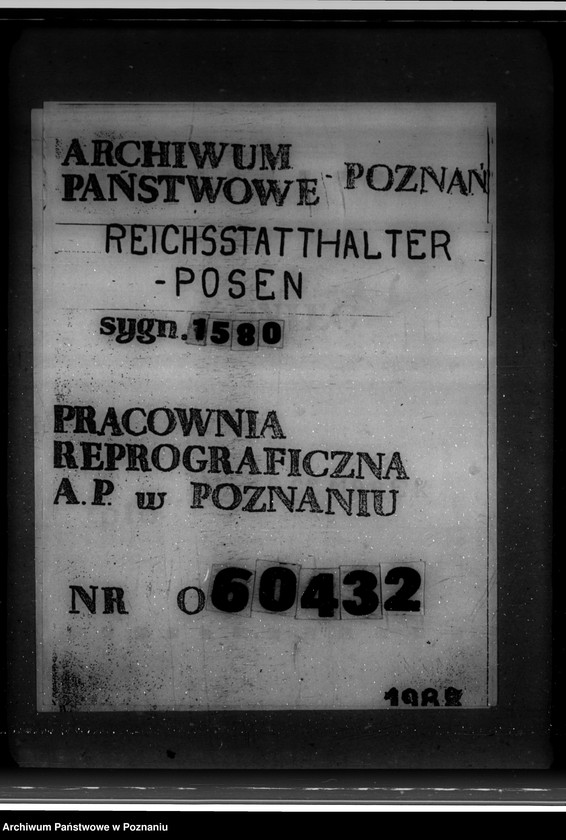 ARCHIWUM
PAŃSTWOWE - POZNAŃ
REICHSSTATTHALTER
-POSEN
sygn. 1580
PRACOWNIA
REPROGRAFICZNA
A.P. w POZNANIU
NR O60432
Archiwum Państwowe w Poznaniu